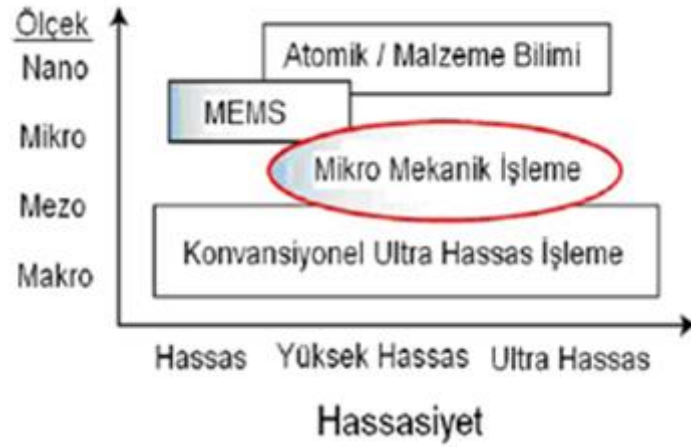 Ölçek
Nano
Mikro
Mezo
Makro
Atomik / Malzeme Bilimi
MEMS
Mikro Mekanik İşleme
Konvansiyonel Ultra Hassas İşleme
Hassas Yüksek Hassas Ultra Hassas
Hassasiyet